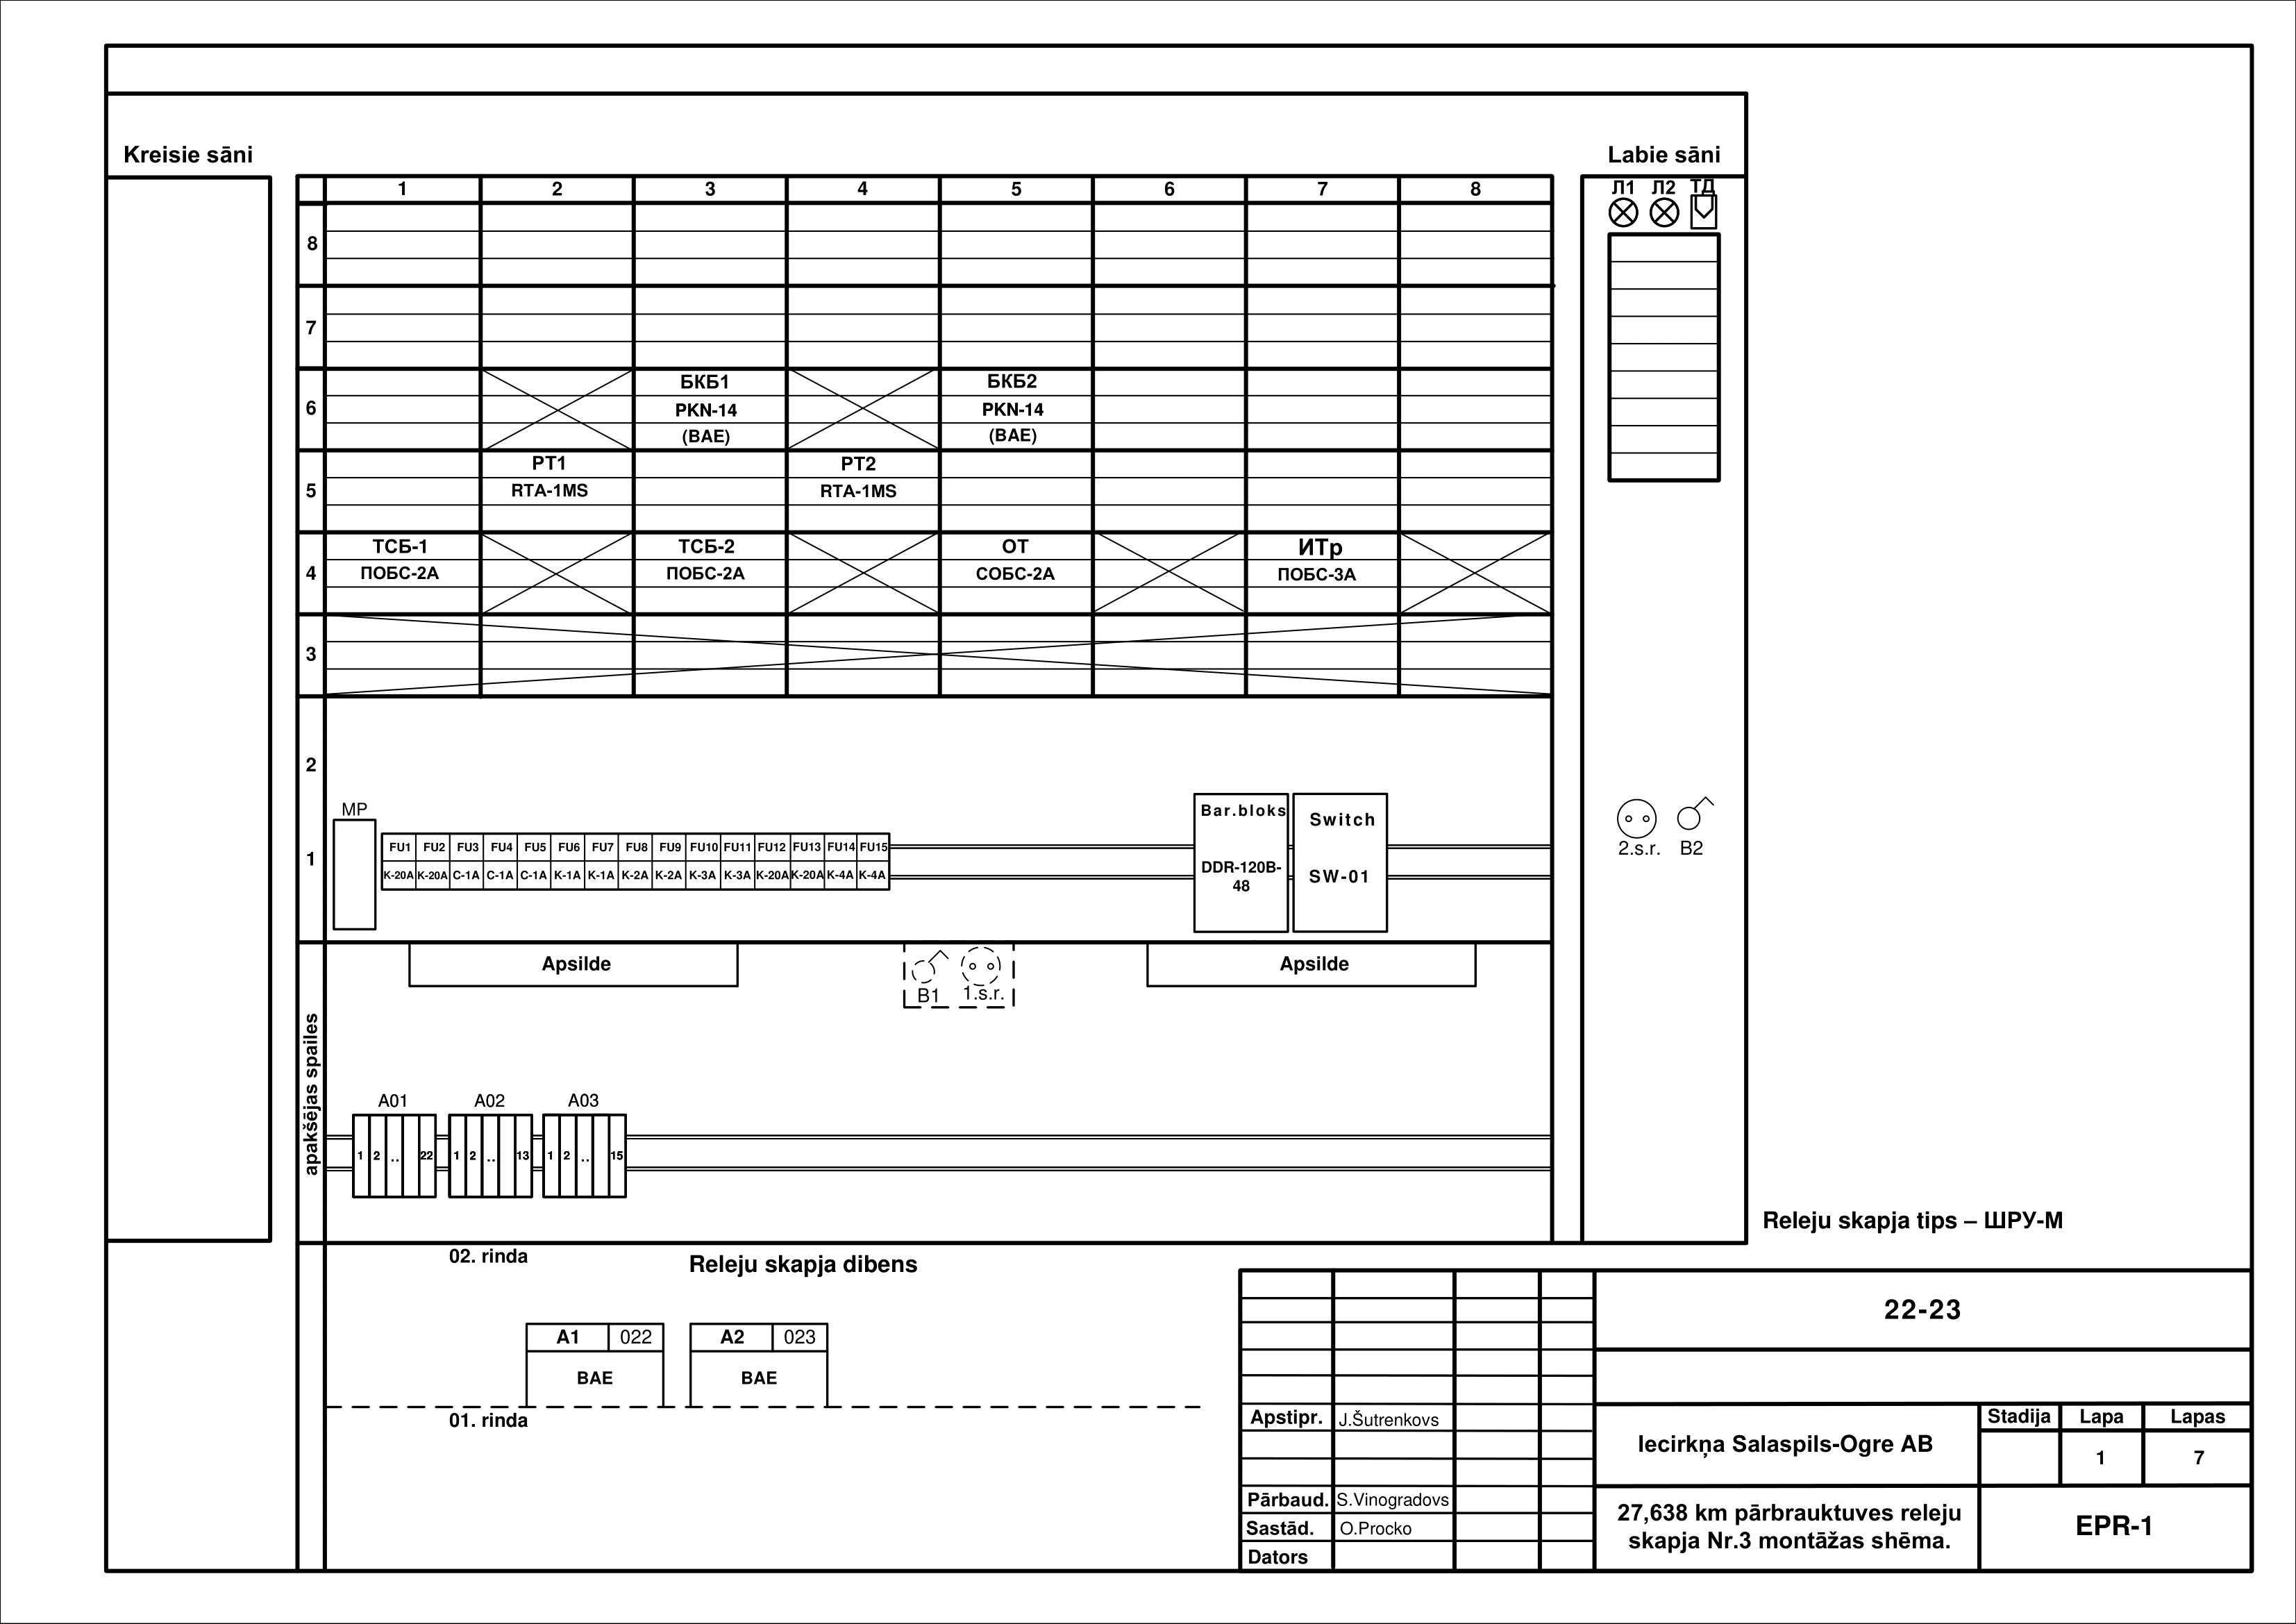 Kreisie sāni
Labie sāni
1 2 3 4 5 6 7 8
Л1 Л2 ТД
8
7
6
БКБ1 БКБ2
PKN-14 PKN-14
(BAE) (BAE)
5
РТ1 РТ2
RTA-1MS RTA-1MS
4
ТСБ-1 ТСБ-2 ОТ ИТр
ПОБС-2А ПОБС-2А СОБС-2А ПОБС-3А
3
2
1
MP
FU1 FU2 FU3 FU4 FU5 FU6 FU7 FU8 FU9 FU10 FU11 FU12 FU13 FU14 FU15
K-20A K-20A C-1A C-1A C-1A K-1A K-1A K-2A K-2A K-3A K-3A K-20A K-20A K-4A K-4A
Bar.bloks
DDR-120B-
48
Switch
SW-01
2.s.r. B2
Apsilde
B1 1.s.r.
Apsilde
apakšējas spailes
A01 A02 A03
1 2 .. 22 1 2 .. 13 1 2 .. 15
Releju skapja tips – ШРУ-М
02. rinda
Releju skapja dibens
A1 022 A2 023
BAE BAE
01. rinda
22-23
Apstipr. J.Šutrenkovs
Iecirkņa Salaspils-Ogre AB
Stadija Lapa Lapas
1 7
Pārbaud. S.Vinogradovs
Sastād. O.Procko
Dators
27,638 km pārbrauktuves releju
skapja Nr.3 montāžas shēma.
EPR-1